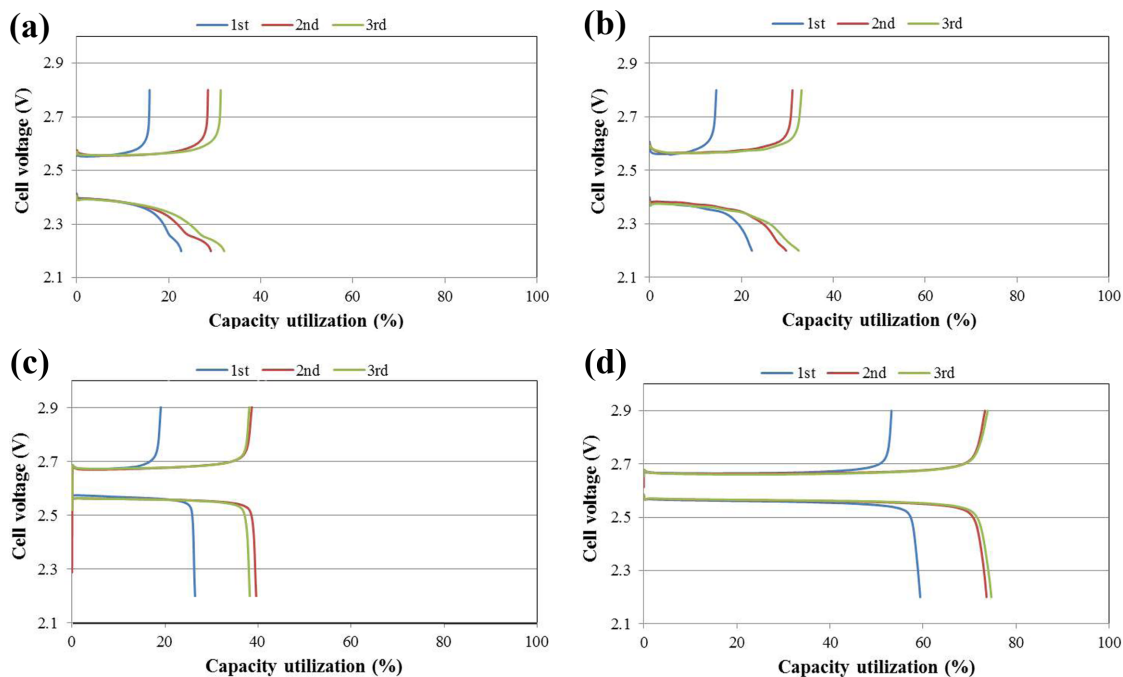 (a)
1st 2nd 3rd
Cell voltage (V)
2.9
2.7
2.5
2.3
2.1
0 20 40 60 80 100
Capacity utilization (%)
(b)
1st 2nd 3rd
Cell voltage (V)
2.9
2.7
2.5
2.3
2.1
0 20 40 60 80 100
Capacity utilization (%)
(c)
1st 2nd 3rd
Cell voltage (V)
2.9
2.7
2.5
2.3
2.1
0 20 40 60 80 100
Capacity utilization (%)
(d)
1st 2nd 3rd
Cell voltage (V)
2.9
2.7
2.5
2.3
2.1
0 20 40 60 80 100
Capacity utilization (%)